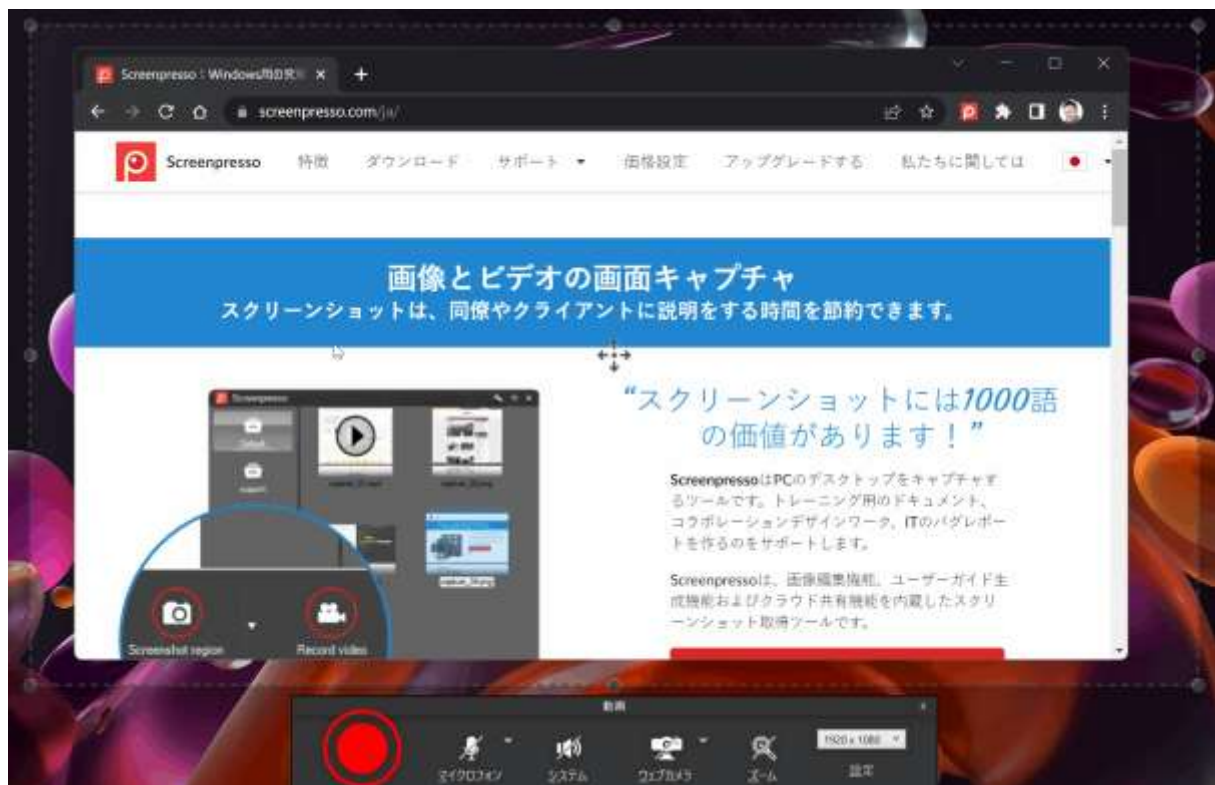 Screenpresso : Windows用の究
screenpresso.com/ja/
Screenpresso 特徴 ダウンロード サポート 価格設定 アップグレードする 私たちに関しては
画像とビデオの画面キャプチャ
スクリーンショットは、同僚やクライアントに説明をする時間を節約できます。
Screenpresso
“スクリーンショットには1000語
の価値があります！”
ScreenpressoはPCのデスクトップをキャプチャす
るツールです。トレーニング用のドキュメント、
コラボレーションデザインワーク、ITのバグレポー
トを作るのをサポートします。
Screenpressoは、画像編集機能、ユーザーガイド生
成機能およびクラウド共有機能を内蔵したスクリ
ーンショット取得ツールです。
Screenshot region
Record video
動画
1920 x 1080
マイクロフォン システム ウェブカメラ ズーム 設定